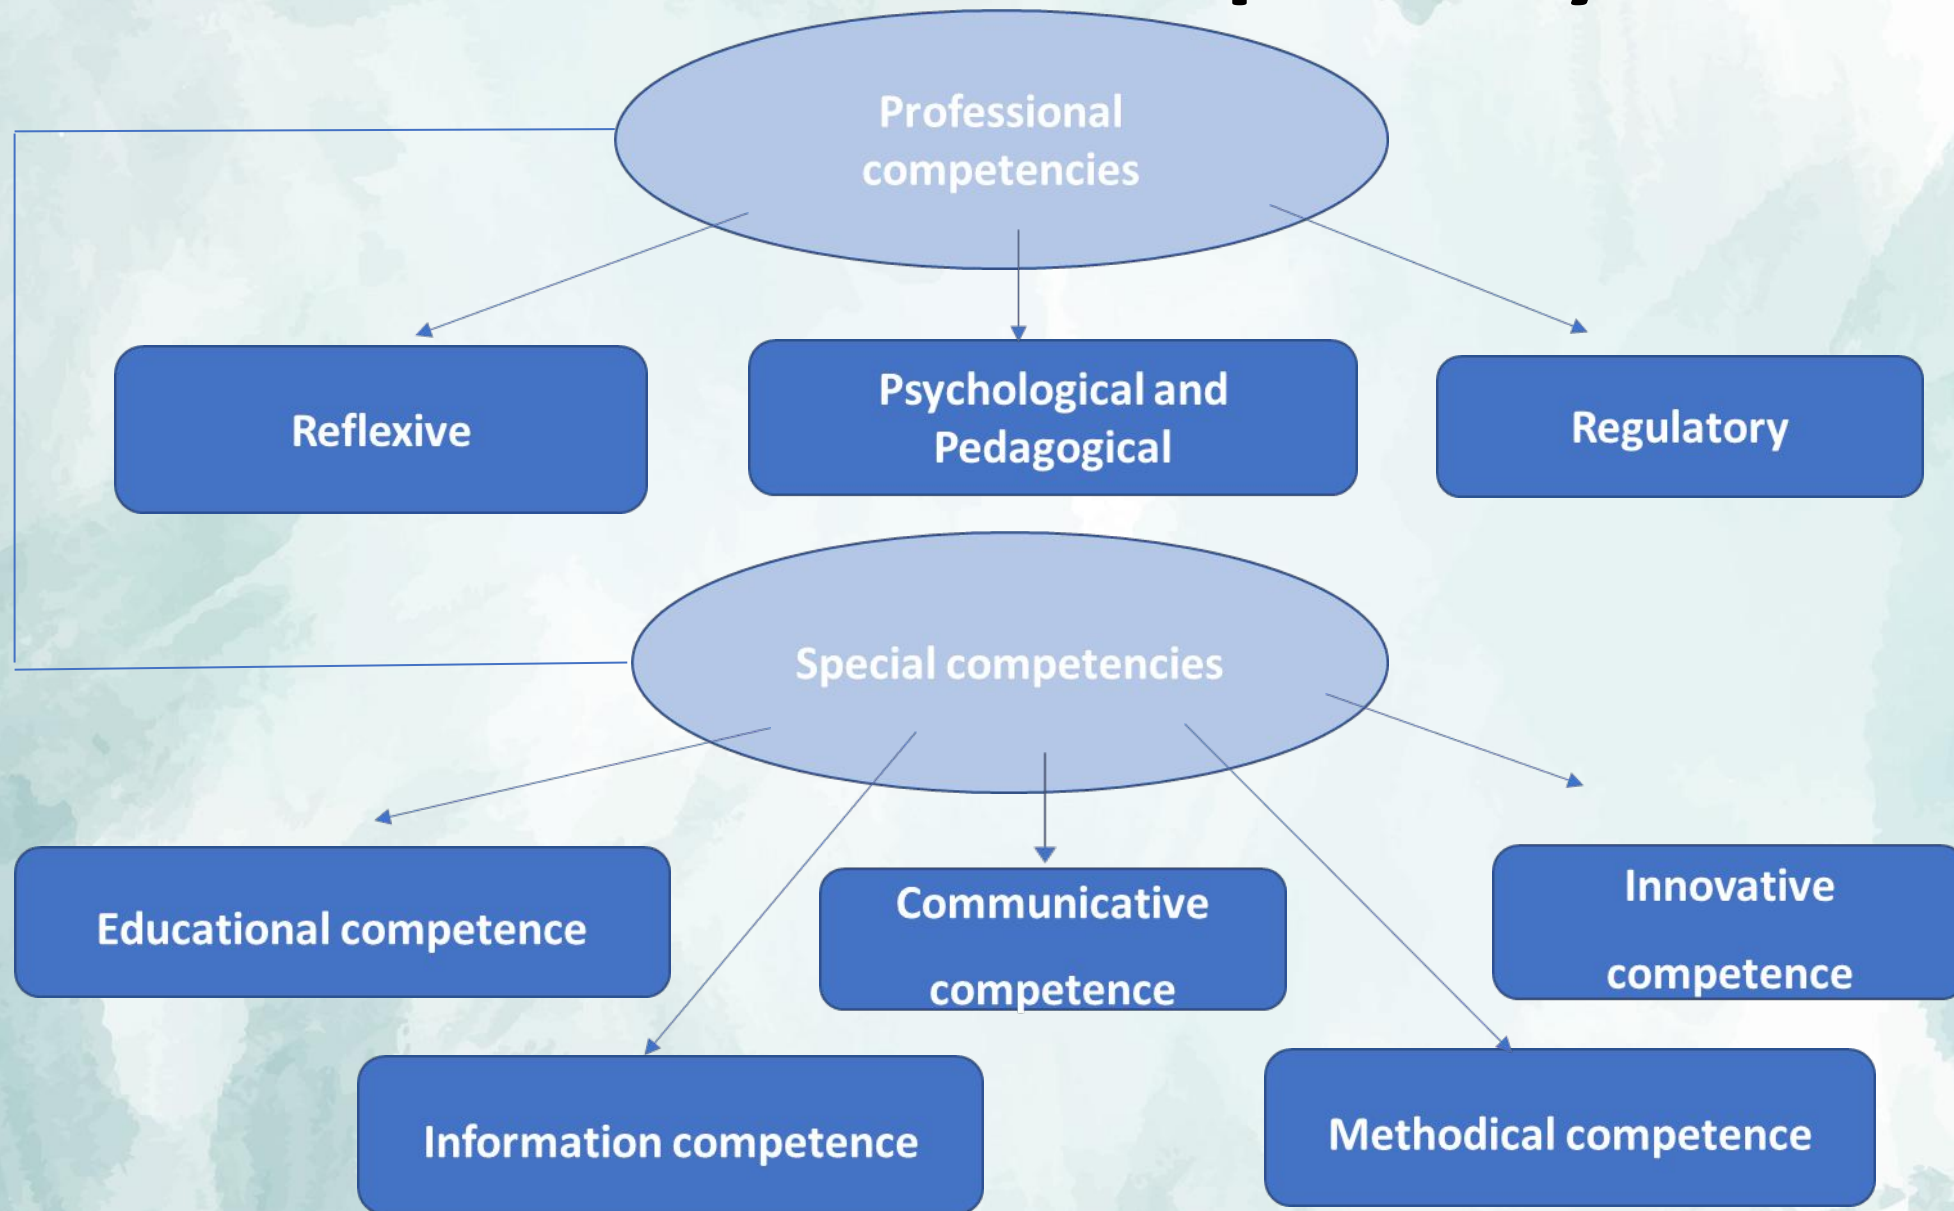 Professional
competencies
Reflexive
Psychological and
Pedagogical
Regulatory
Special competencies
Educational competence
Communicative
competence
Innovative
competence
Information competence
Methodical competence